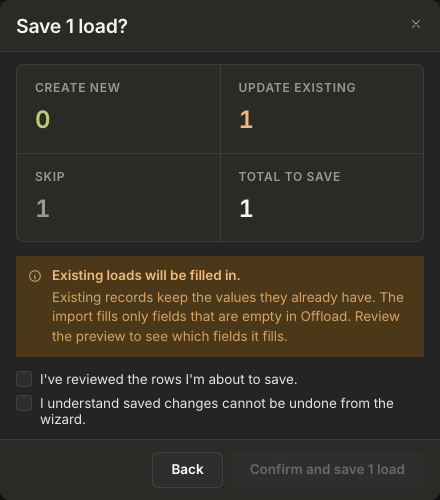 Save 1 load?
CREATE NEW
0
UPDATE EXISTING
1
SKIP
1
TOTAL TO SAVE
1
Existing loads will be filled in.
Existing records keep the values they already have. The
import fills only fields that are empty in Offload. Review
the preview to see which fields it fills.
I've reviewed the rows I'm about to save.
I understand saved changes cannot be undone from the
wizard.
Back
Confirm and save 1 load